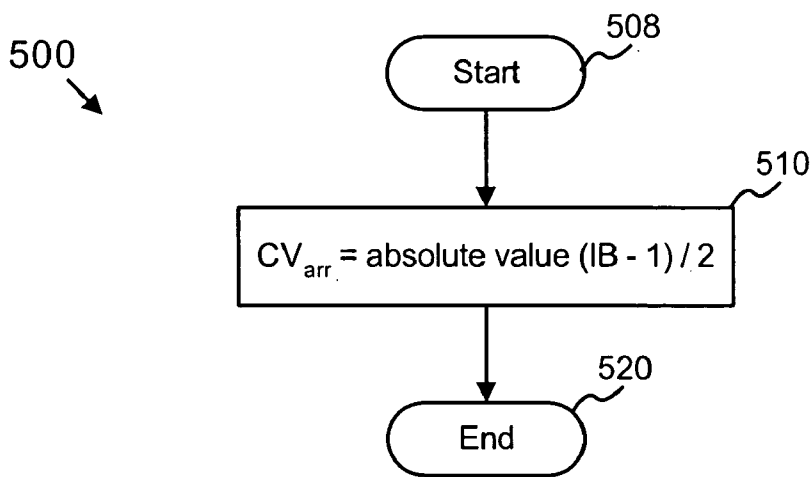 500
508
Start
510
CV_arr = absolute value (IB - 1) / 2
520
End